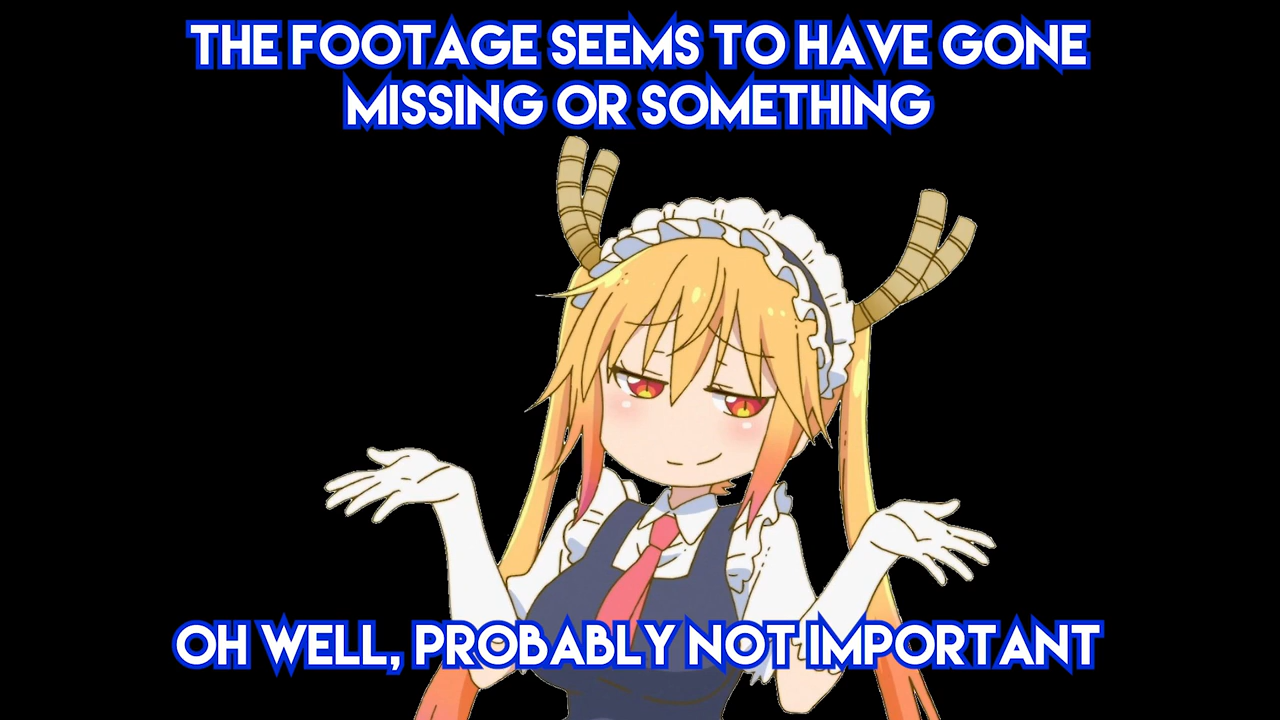 THE FOOTAGE SEEMS TO HAVE GONE
MISSING OR SOMETHING
OH WELL, PROBABLY NOT IMPORTANT